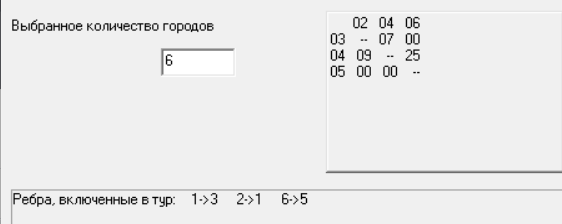 Выбранное количество городов
6
02 04 06
03 -- 07 00
04 09 -- 25
05 00 00 --
Ребра, включенные в тур: 1->3 2->1 6->5